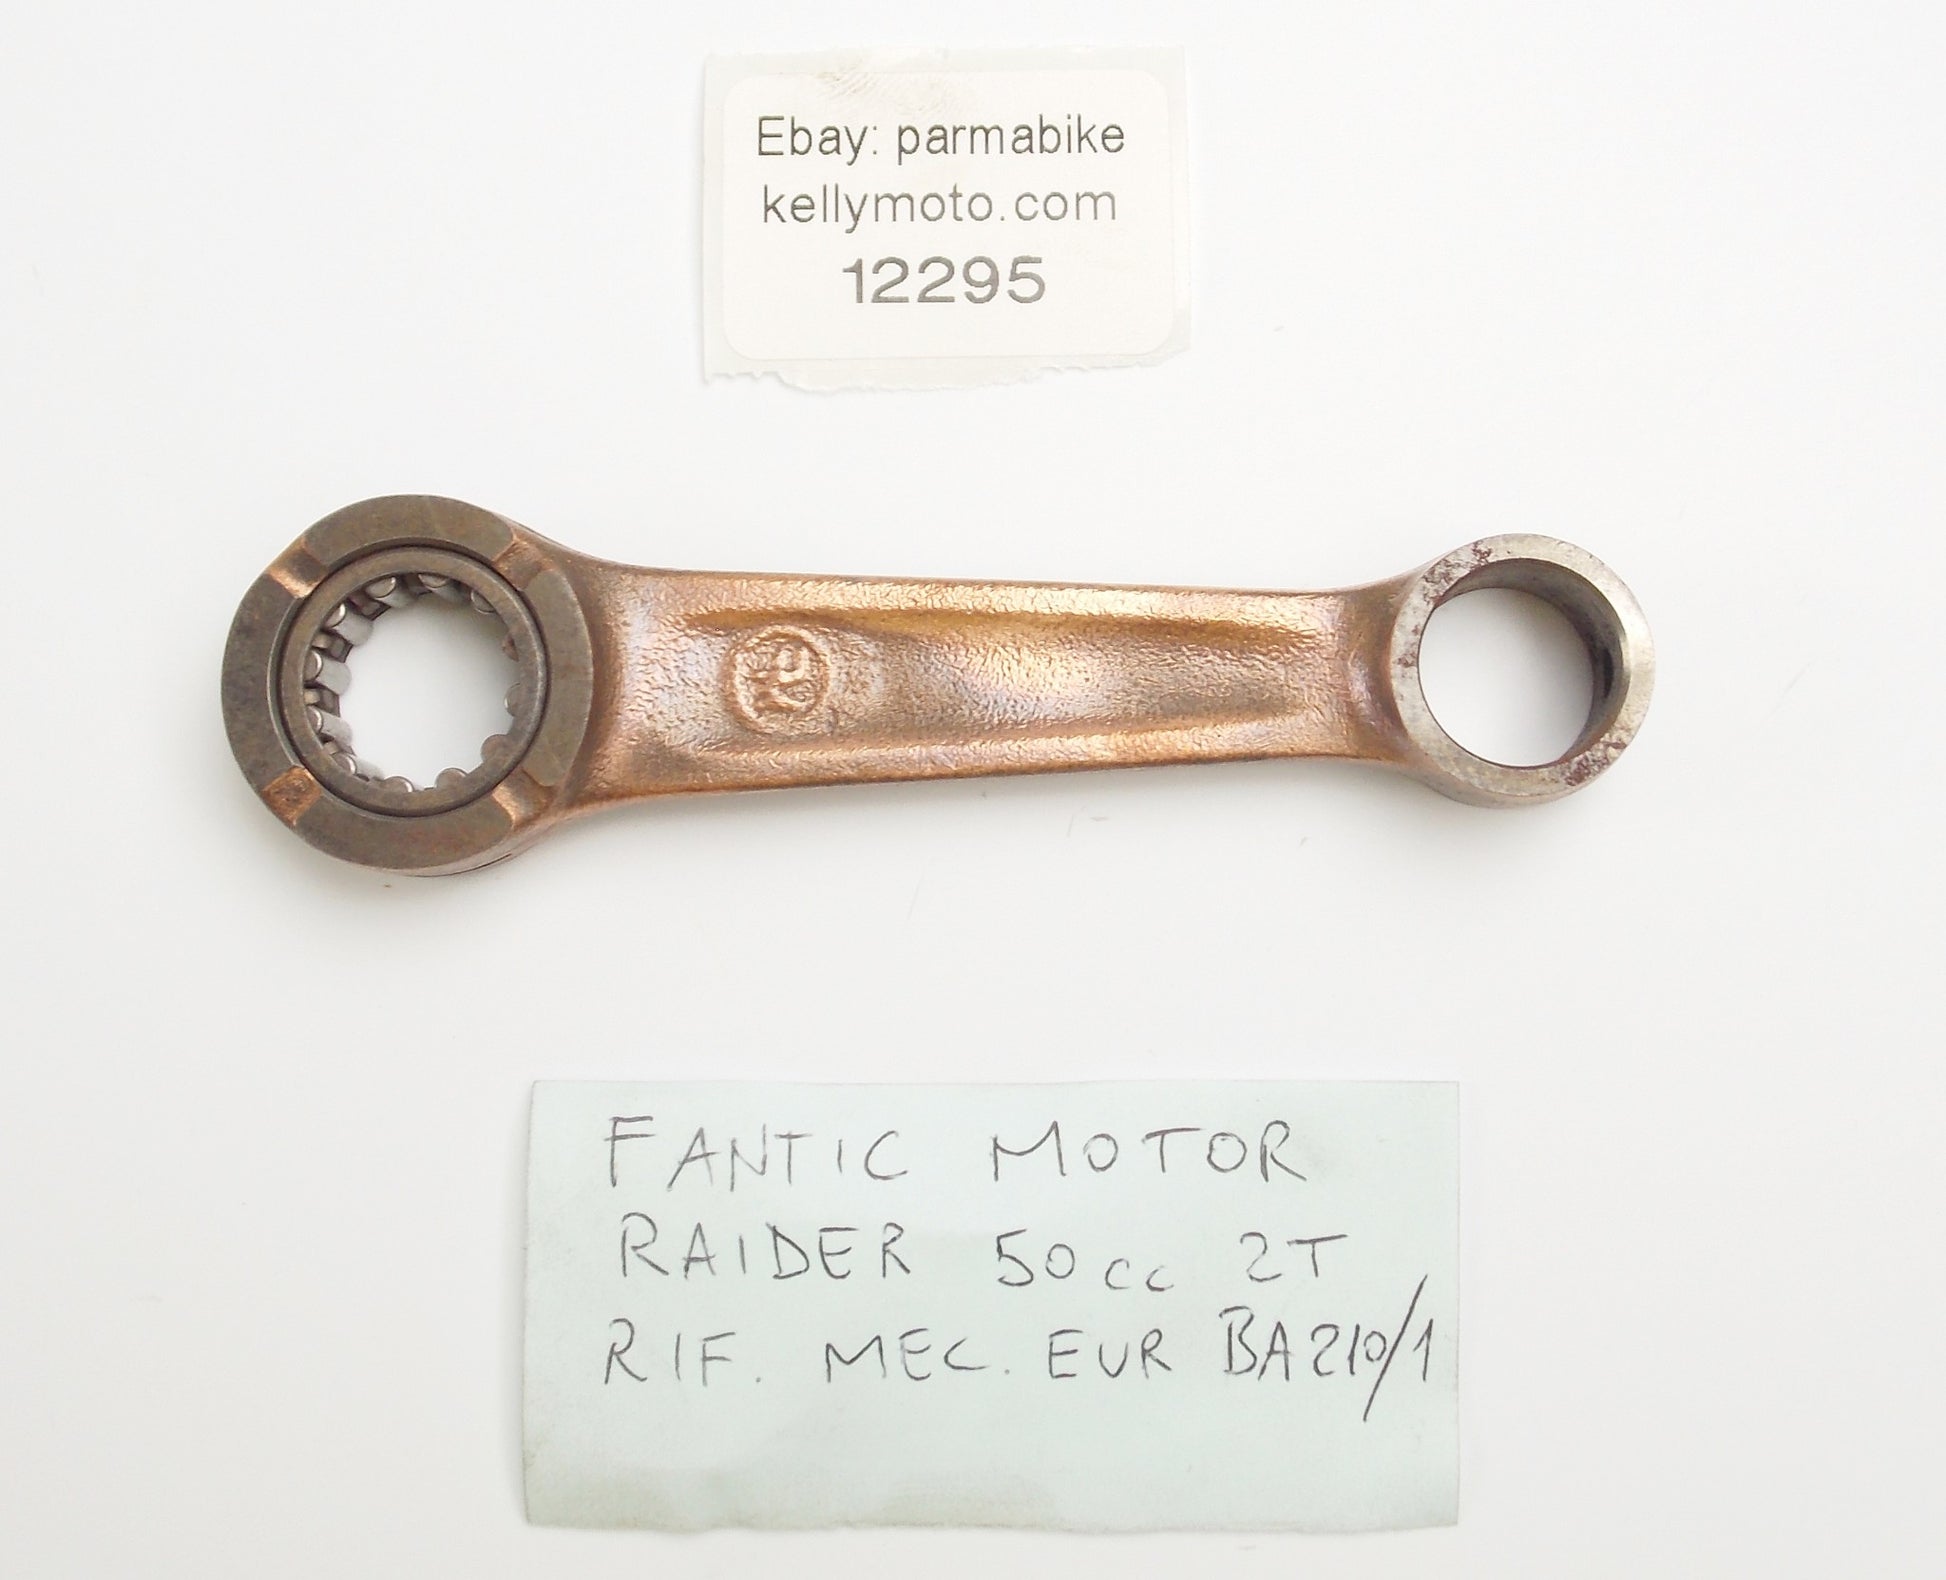 Ebay: parmabike
kellymoto.com
12295
FANTIC MOTOR
RAIDER 50cc 2T
RIF. MEC. EUR BA210/1